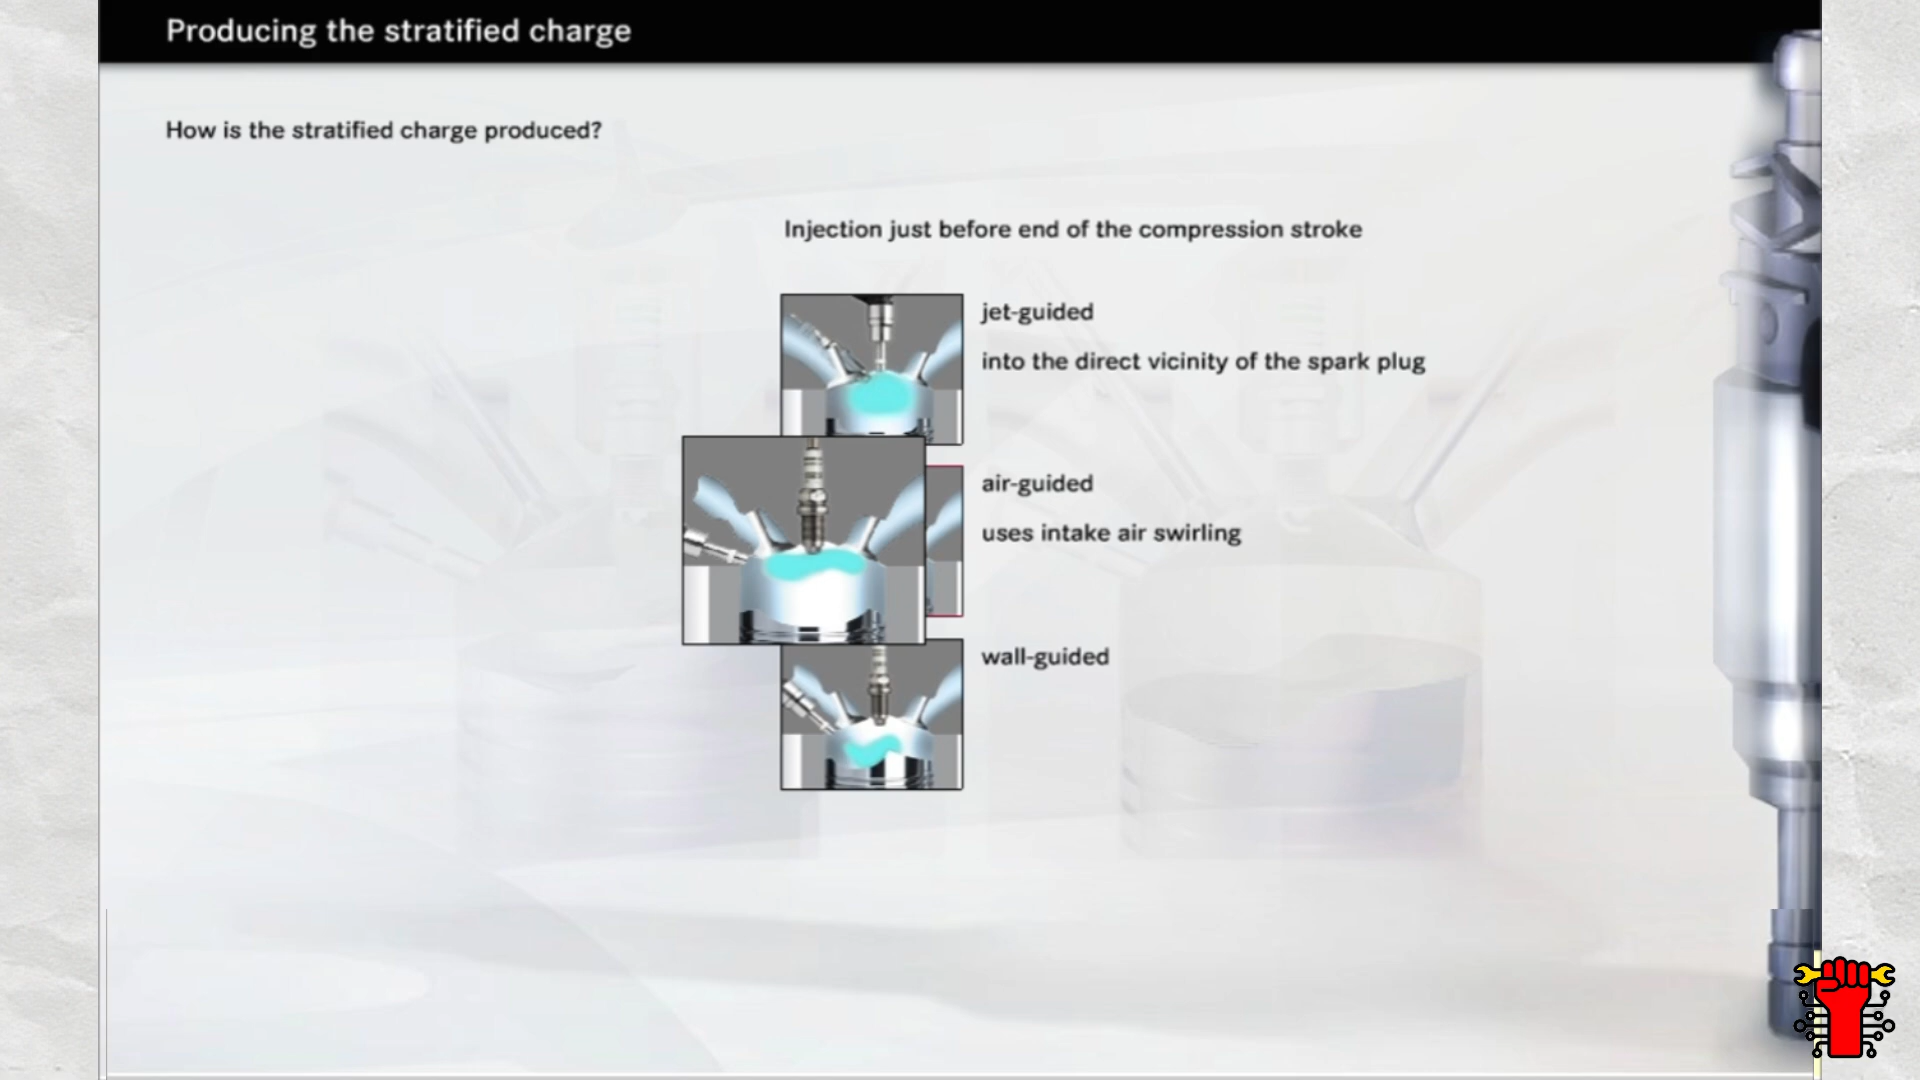 Producing the stratified charge
How is the stratified charge produced?
Injection just before end of the compression stroke
jet-guided
into the direct vicinity of the spark plug
air-guided
uses intake air swirling
wall-guided